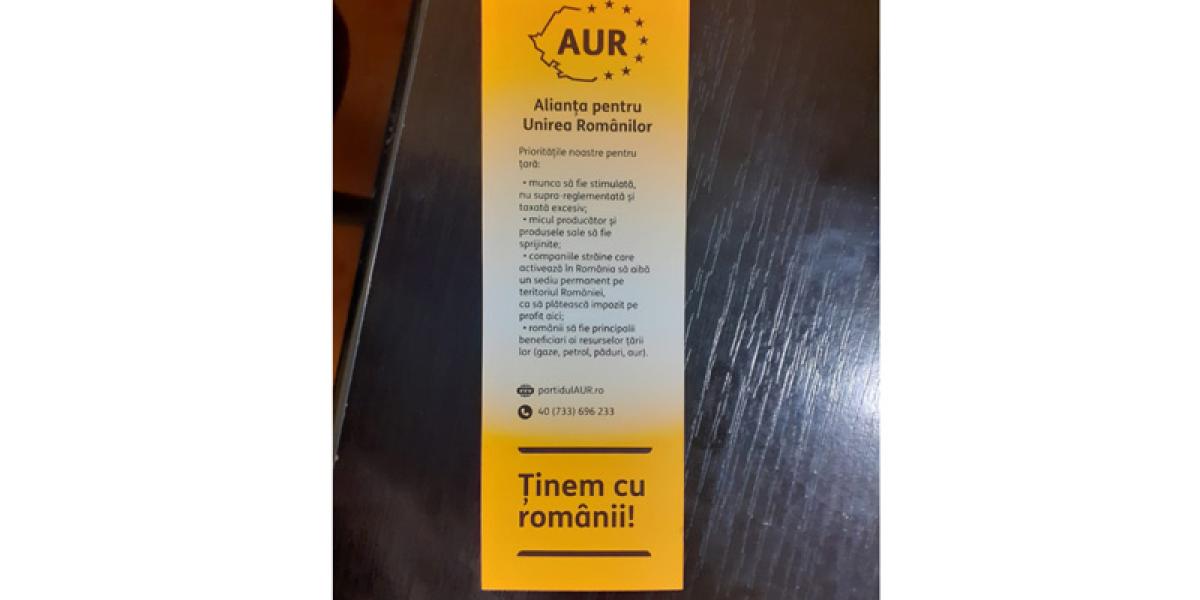 AUR
Alianța pentru
Unirea Românilor
Prioritățile noastre pentru
țară:
• munca să fie stimulată,
nu supra-reglementată și
taxată excesiv;
• micul producător și
produsele sale să fie
sprijinite;
• companiile străine care
activează în România să aibă
un sediu permanent pe
teritoriul României,
ca să plătească impozit pe
profit aici;
• românii să fie principalii
beneficiari ai resurselor țării
lor (gaze, petrol, păduri, aur).
partidulAUR.ro
40 (733) 696 233
Ținem cu
românii!